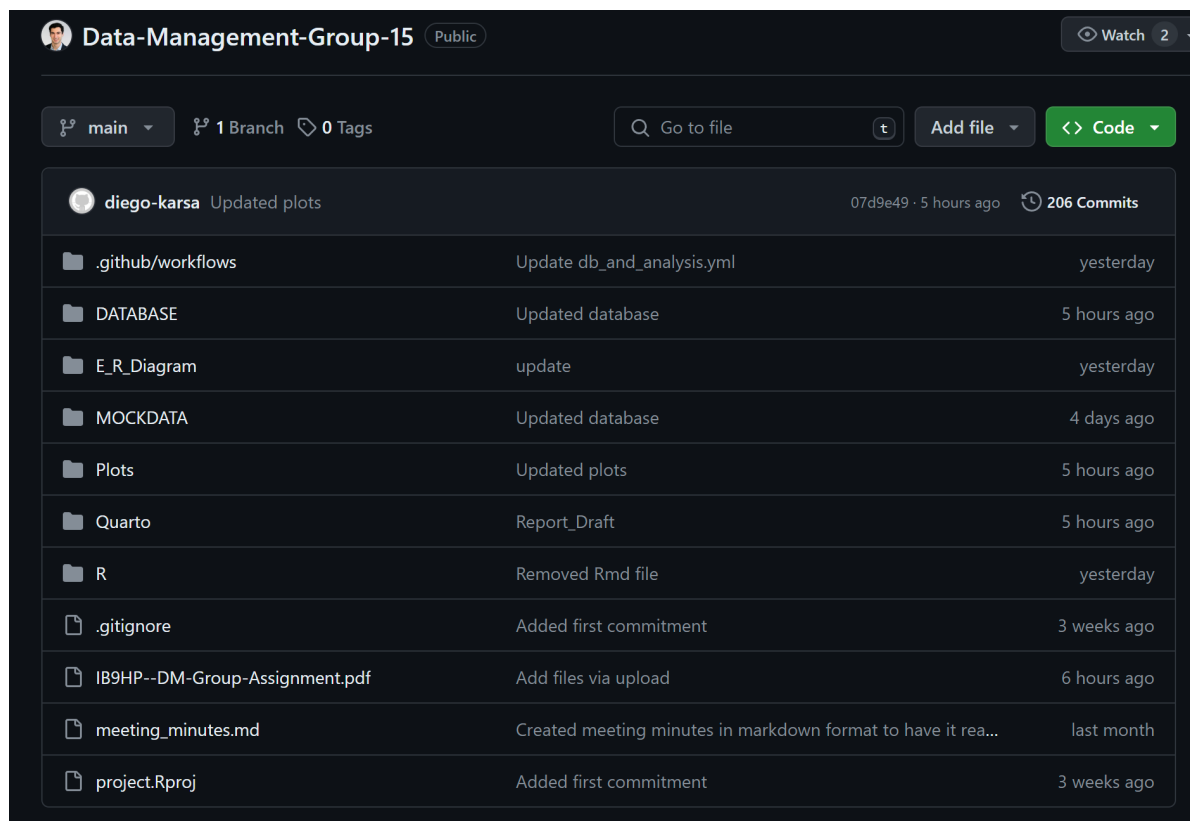 Data-Management-Group-15 Public Watch 2
main 1 Branch 0 Tags Go to file t Add file <> Code
diego-karsa Updated plots 07d9e49 · 5 hours ago 206 Commits
.github/workflows Update db_and_analysis.yml yesterday
DATABASE Updated database 5 hours ago
E_R_Diagram update yesterday
MOCKDATA Updated database 4 days ago
Plots Updated plots 5 hours ago
Quarto Report_Draft 5 hours ago
R Removed Rmd file yesterday
.gitignore Added first commitment 3 weeks ago
IB9HP--DM-Group-Assignment.pdf Add files via upload 6 hours ago
meeting_minutes.md Created meeting minutes in markdown format to have it rea... last month
project.Rproj Added first commitment 3 weeks ago